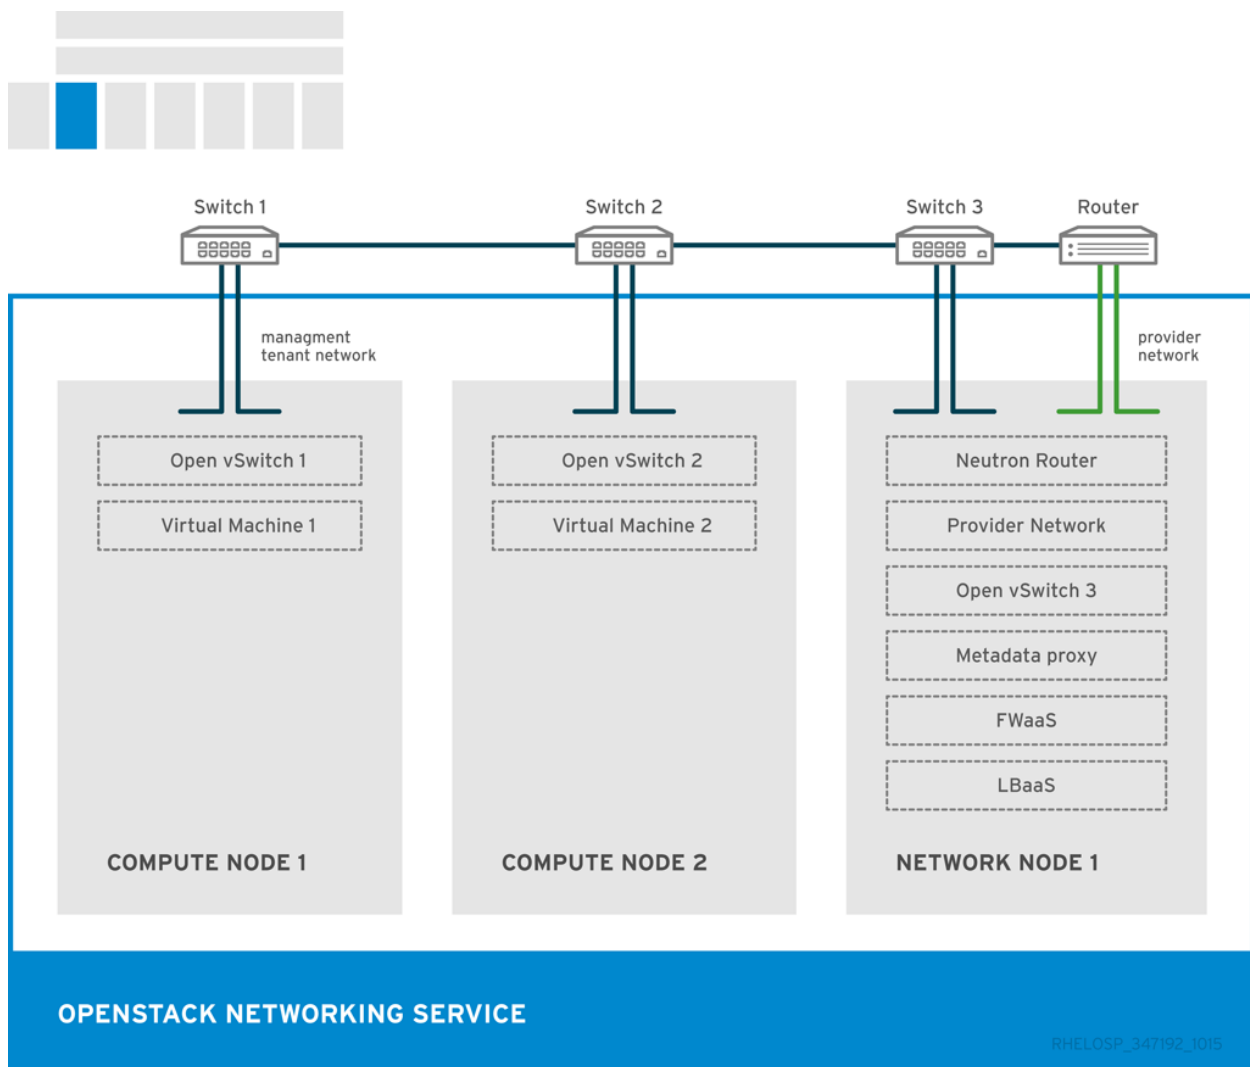 Switch 1
Switch 2
Switch 3
Router
managment
tenant network
provider
network
Open vSwitch 1
Virtual Machine 1
COMPUTE NODE 1
Open vSwitch 2
Virtual Machine 2
COMPUTE NODE 2
Neutron Router
Provider Network
Open vSwitch 3
Metadata proxy
FWaaS
LBaaS
NETWORK NODE 1
OPENSTACK NETWORKING SERVICE
RHELOSP_347192_1015